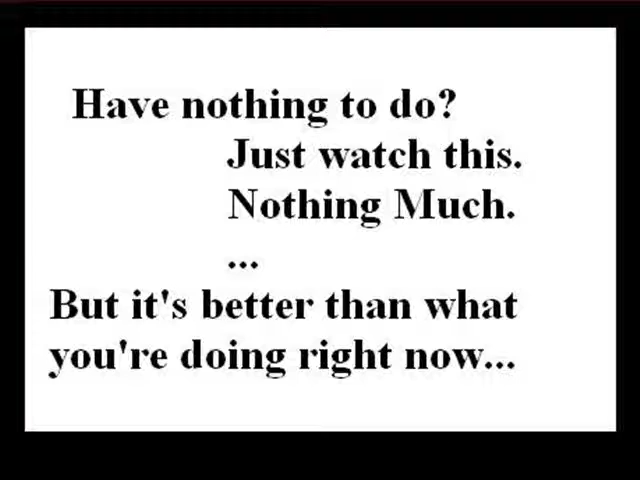 Have nothing to do?
Just watch this.
Nothing Much.
...
But it's better than what
you're doing right now...